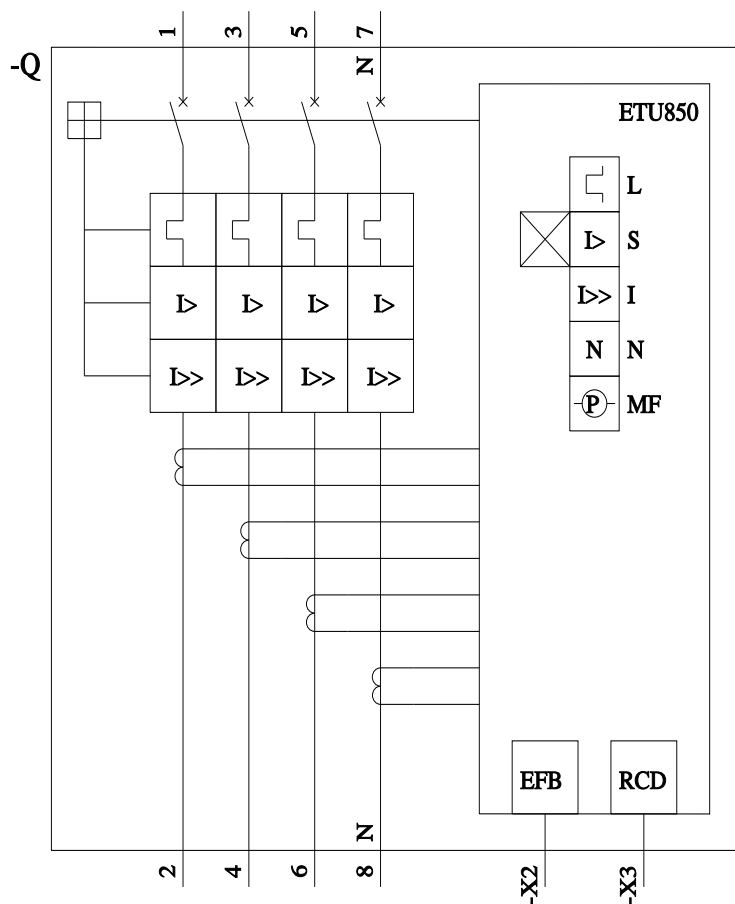 1 3 5 7
N
-Q
ETU850
L
I> S
I> I> I> I>
I>> I
N N
I>> I>> I>> I>>
P MF
EFB RCD
N
2 4 6 8
-X2 -X3